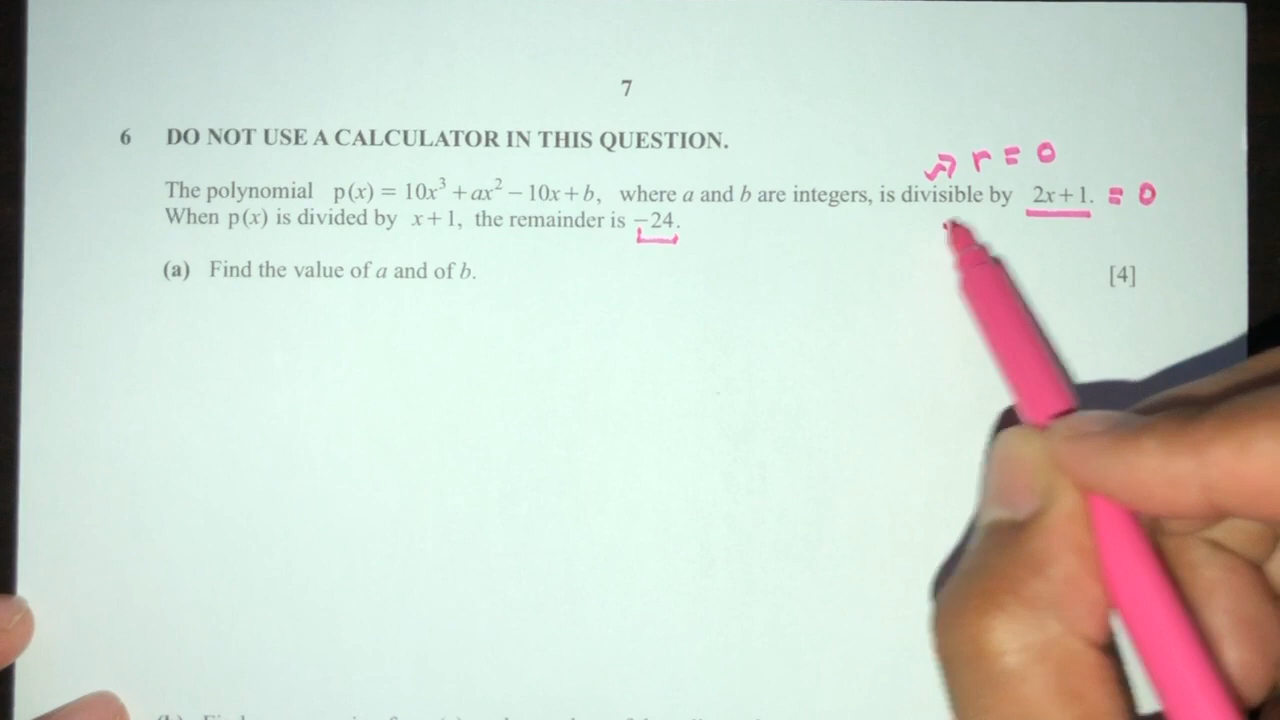 7
6 DO NOT USE A CALCULATOR IN THIS QUESTION.
r = 0
The polynomial p(x) = 10x³ + ax² − 10x + b, where a and b are integers, is divisible by 2x + 1. = 0
When p(x) is divided by x + 1, the remainder is −24.
(a) Find the value of a and of b. [4]